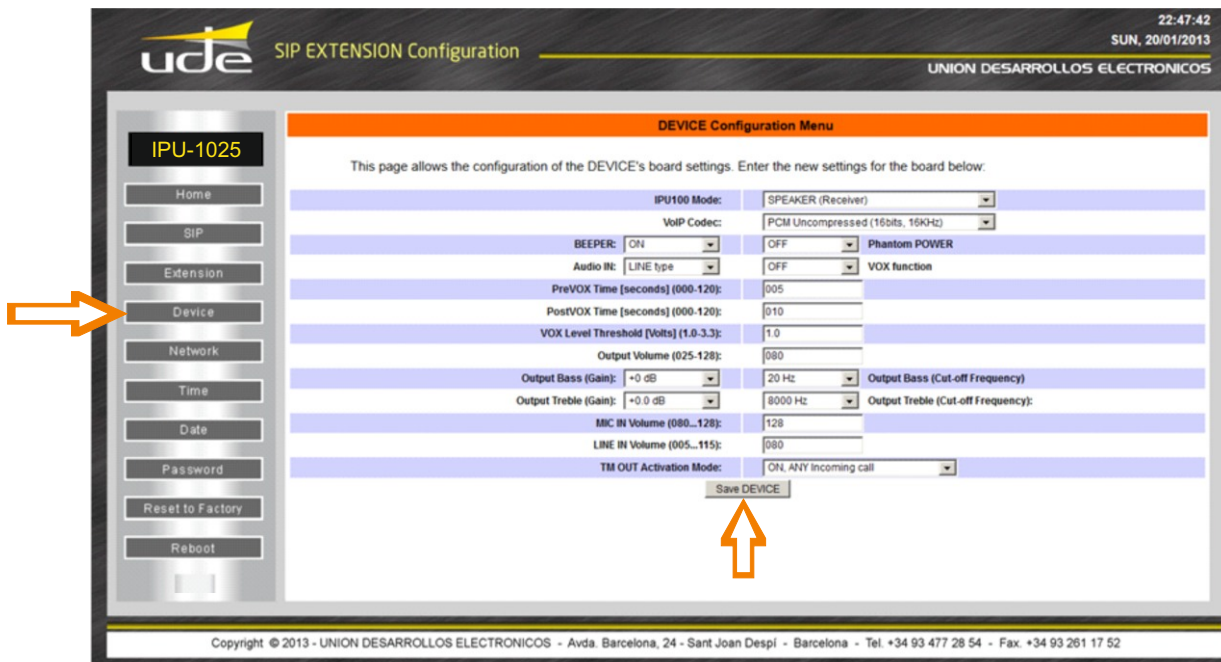 22:47:42
SUN, 20/01/2013
ude
SIP EXTENSION Configuration
UNION DESARROLLOS ELECTRONICOS
IPU-1025
Home
SIP
Extension
Device
Network
Time
Date
Password
Reset to Factory
Reboot
DEVICE Configuration Menu
This page allows the configuration of the DEVICE's board settings. Enter the new settings for the board below:
IPU100 Mode: SPEAKER (Receiver)
VoIP Codec: PCM Uncompressed (16bits, 16KHz)
BEEPER: ON OFF Phantom POWER
Audio IN: LINE type OFF VOX function
PreVOX Time [seconds] (000-120): 005
PostVOX Time [seconds] (000-120): 010
VOX Level Threshold [Volts] (1.0-3.3): 1.0
Output Volume (025-128): 080
Output Bass (Gain): +0 dB 20 Hz Output Bass (Cut-off Frequency)
Output Treble (Gain): +0.0 dB 8000 Hz Output Treble (Cut-off Frequency):
MIC IN Volume (080...128): 128
LINE IN Volume (005...115): 080
TM OUT Activation Mode: ON, ANY Incoming call
Save DEVICE
Copyright © 2013 - UNION DESARROLLOS ELECTRONICOS - Avda. Barcelona, 24 - Sant Joan Despí - Barcelona - Tel. +34 93 477 28 54 - Fax. +34 93 261 17 52